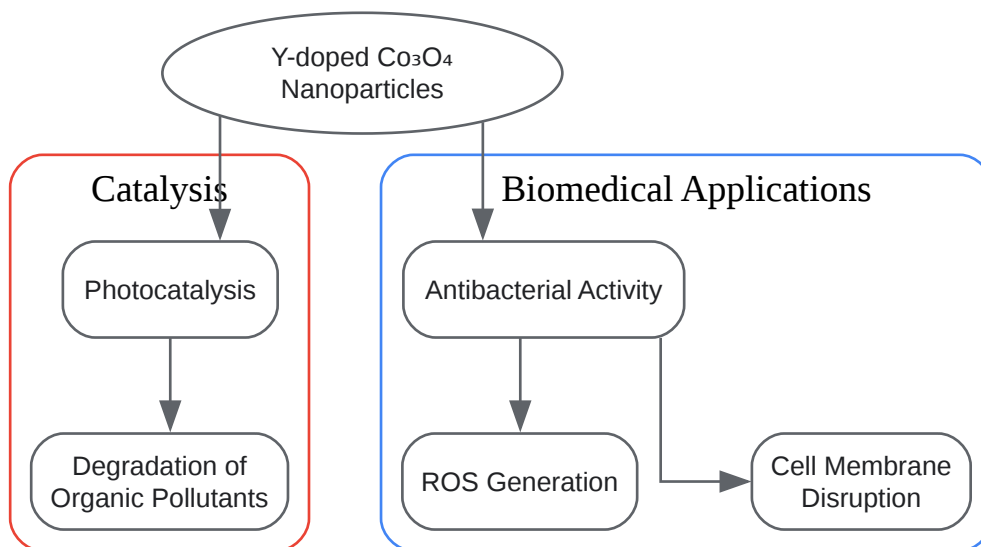 Y-doped Co₃O₄
Nanoparticles
Catalysis
Biomedical Applications
Photocatalysis
Antibacterial Activity
Degradation of
Organic Pollutants
ROS Generation
Cell Membrane
Disruption